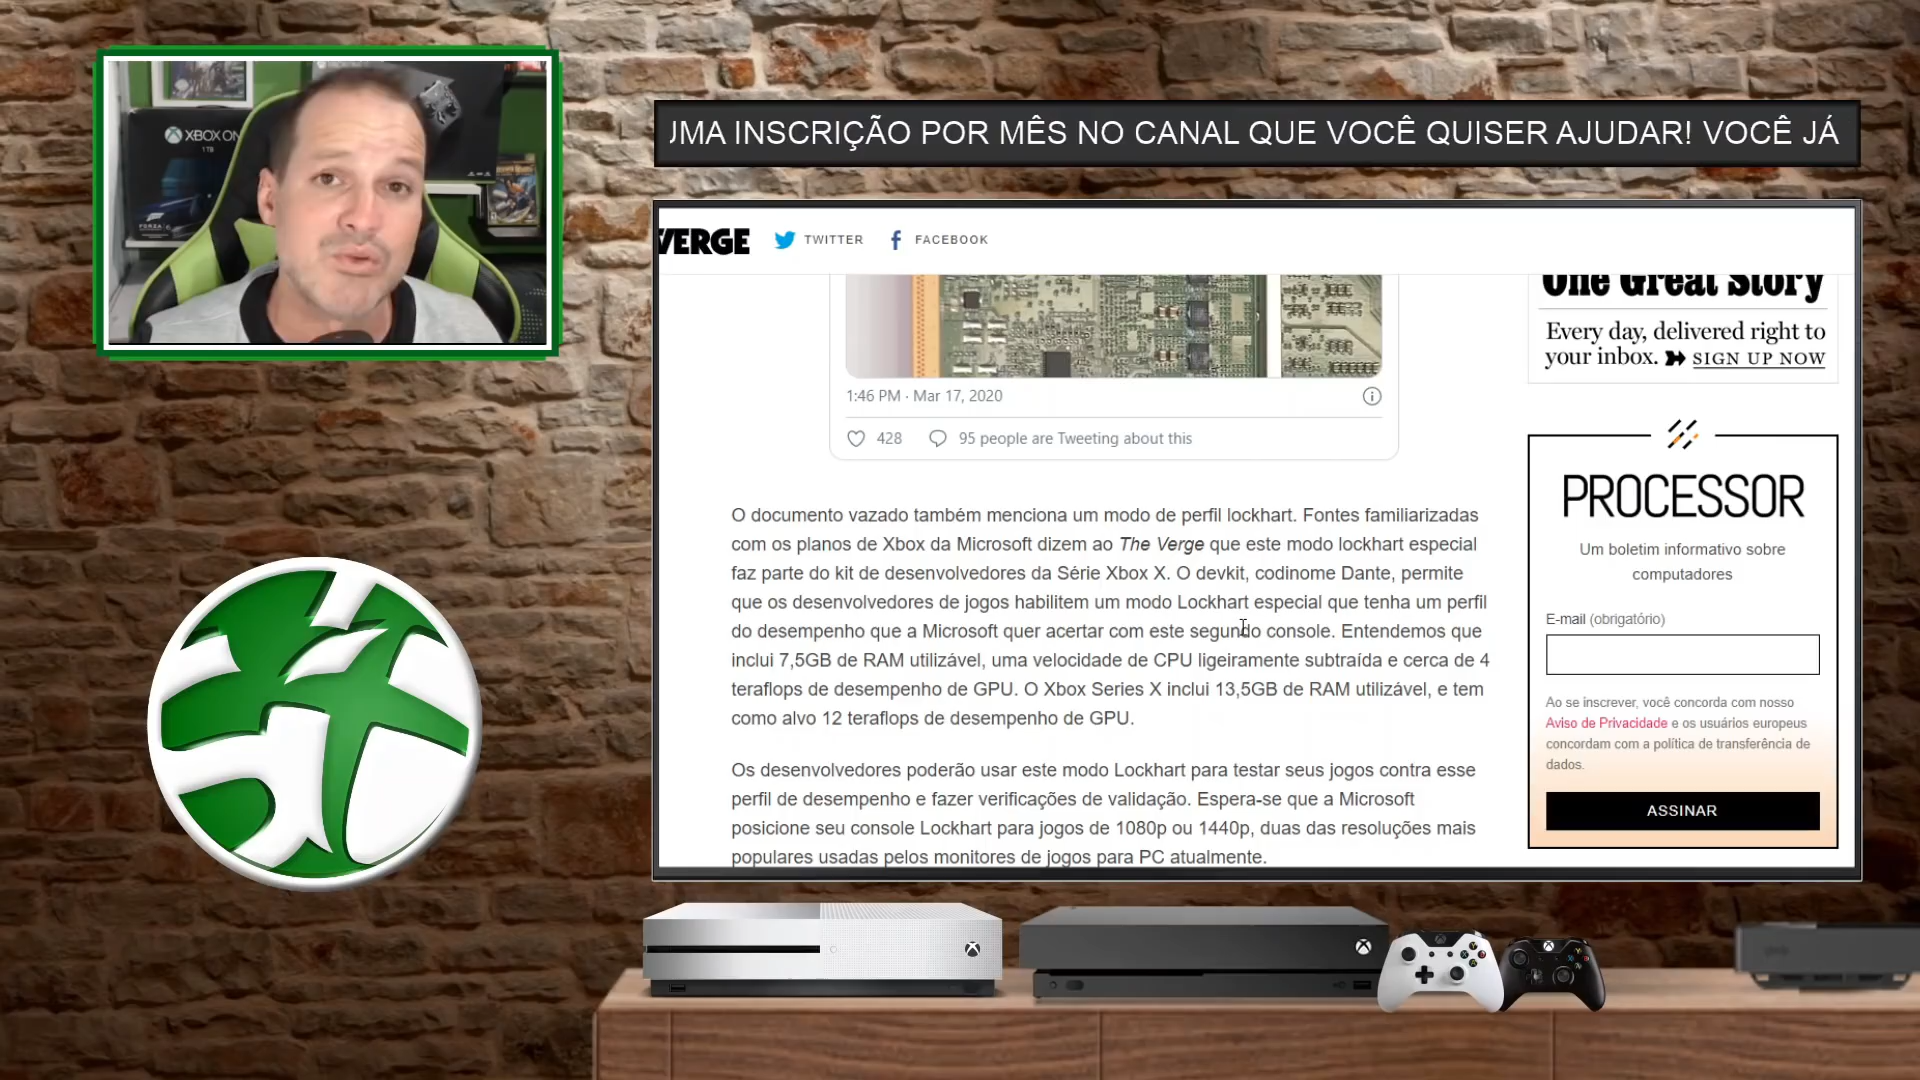 XBOX ON
1TB
FORZA
UMA INSCRIÇÃO POR MÊS NO CANAL QUE VOCÊ QUISER AJUDAR! VOCÊ JÁ
VERGE
TWITTER
FACEBOOK
One Great Story
Every day, delivered right to
your inbox. SIGN UP NOW
1:46 PM · Mar 17, 2020
428
95 people are Tweeting about this
O documento vazado também menciona um modo de perfil lockhart. Fontes familiarizadas
com os planos de Xbox da Microsoft dizem ao The Verge que este modo lockhart especial
faz parte do kit de desenvolvedores da Série Xbox X. O devkit, codinome Dante, permite
que os desenvolvedores de jogos habilitem um modo Lockhart especial que tenha um perfil
do desempenho que a Microsoft quer acertar com este segundo console. Entendemos que
inclui 7,5GB de RAM utilizável, uma velocidade de CPU ligeiramente subtraída e cerca de 4
teraflops de desempenho de GPU. O Xbox Series X inclui 13,5GB de RAM utilizável, e tem
como alvo 12 teraflops de desempenho de GPU.
Os desenvolvedores poderão usar este modo Lockhart para testar seus jogos contra esse
perfil de desempenho e fazer verificações de validação. Espera-se que a Microsoft
posicione seu console Lockhart para jogos de 1080p ou 1440p, duas das resoluções mais
populares usadas pelos monitores de jogos para PC atualmente.
PROCESSOR
Um boletim informativo sobre
computadores
E-mail (obrigatório)
Ao se inscrever, você concorda com nosso
Aviso de Privacidade e os usuários europeus
concordam com a política de transferência de
dados.
ASSINAR